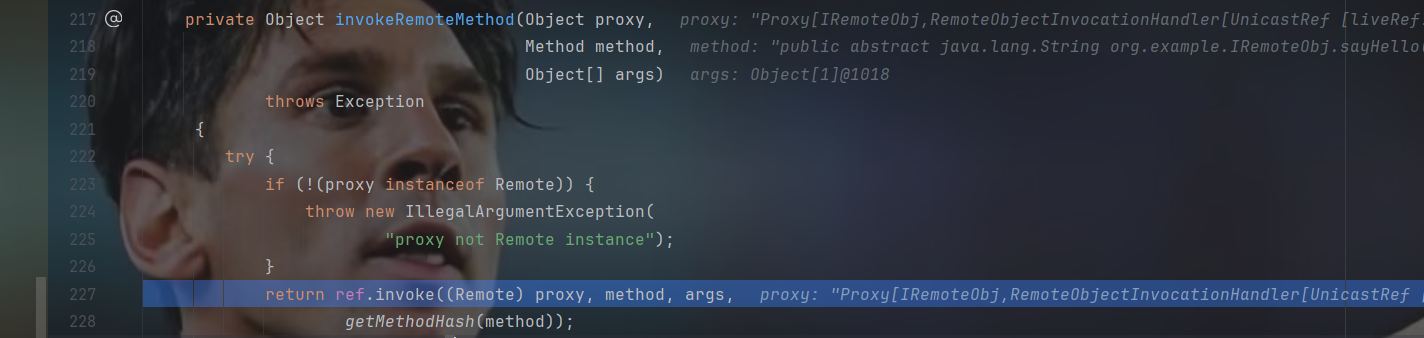 217 @ private Object invokeRemoteMethod(Object proxy,   proxy: "Proxy[IRemoteObj,RemoteObjectInvocationHandler[UnicastRef [liveRef:
218 Method method,   method: "public abstract java.lang.String org.example.IRemoteObj.sayHello(
219 Object[] args)   args: Object[1]@1018
220 throws Exception
221 {
222 try {
223 if (!(proxy instanceof Remote)) {
224 throw new IllegalArgumentException(
225 "proxy not Remote instance");
226 }
227 return ref.invoke((Remote) proxy, method, args,   proxy: "Proxy[IRemoteObj,RemoteObjectInvocationHandler[UnicastRef [
228 getMethodHash(method));